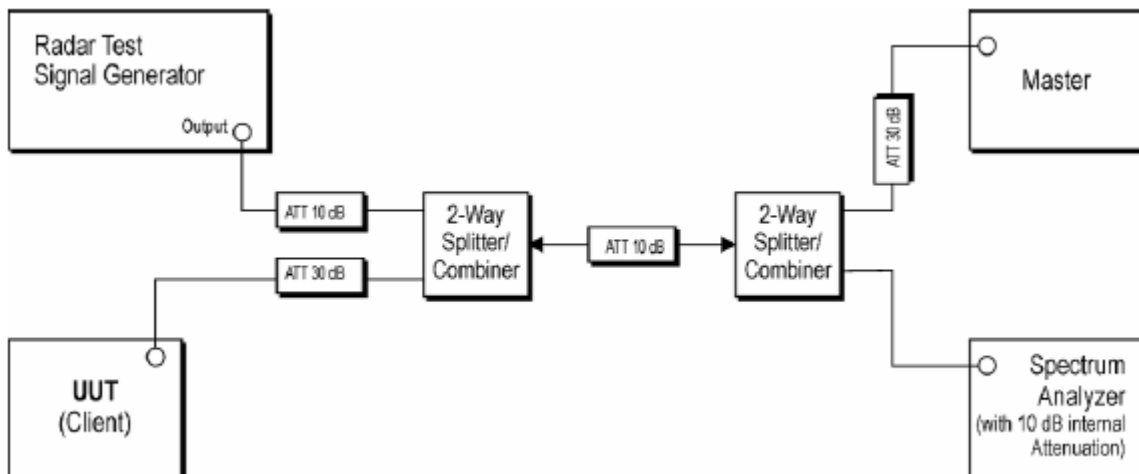 Radar Test
Signal Generator
Output
ATT 10 dB
ATT 30 dB
2-Way
Splitter/
Combiner
ATT 10 dB
2-Way
Splitter/
Combiner
ATT 30 dB
Master
UUT
(Client)
Spectrum
Analyzer
(with 10 dB internal
Attenuation)